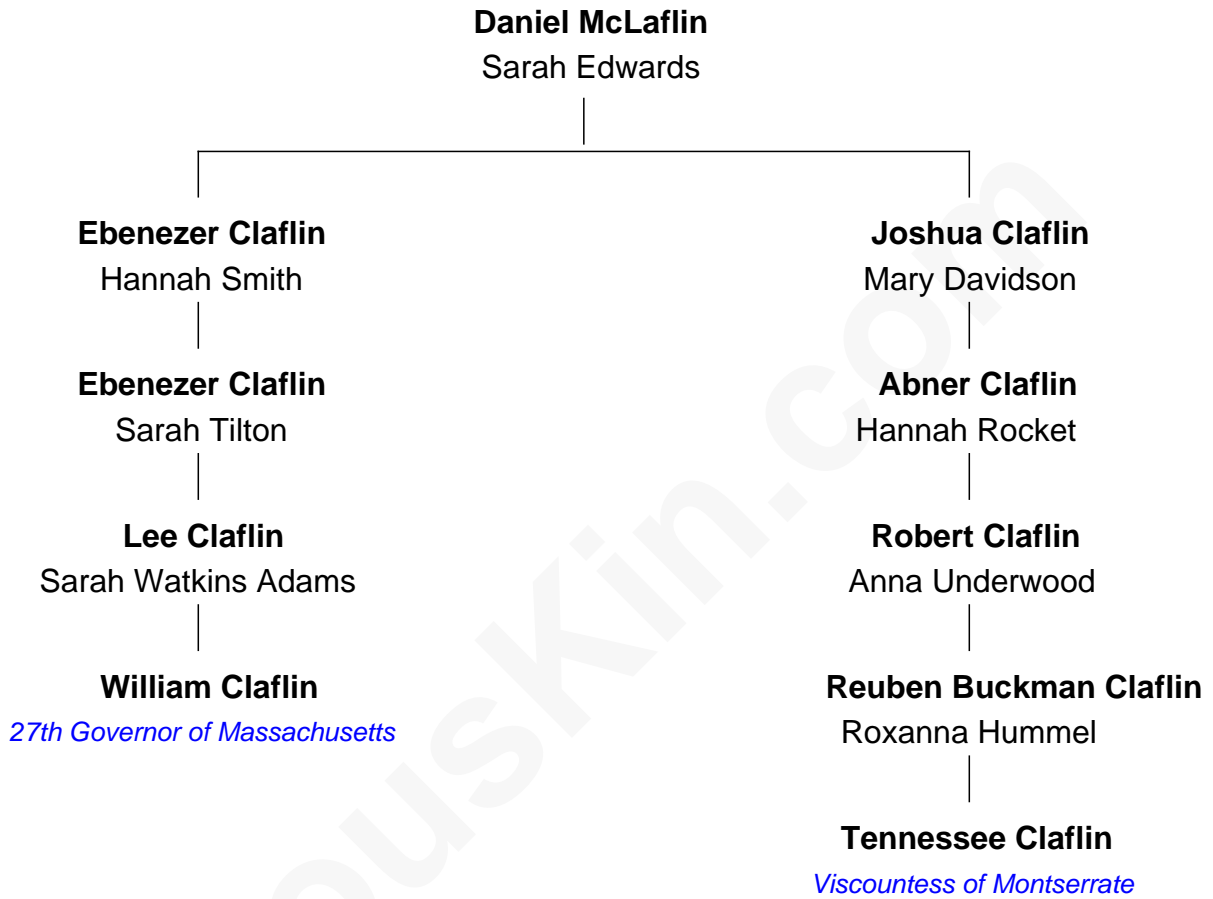 Daniel McLaflin
Sarah Edwards
Ebenezer Claflin
Hannah Smith
Joshua Claflin
Mary Davidson
Ebenezer Claflin
Sarah Tilton
Abner Claflin
Hannah Rocket
Lee Claflin
Sarah Watkins Adams
Robert Claflin
Anna Underwood
William Claflin
27th Governor of Massachusetts
Reuben Buckman Claflin
Roxanna Hummel
Tennessee Claflin
Viscountess of Montserrate
ousKin.com